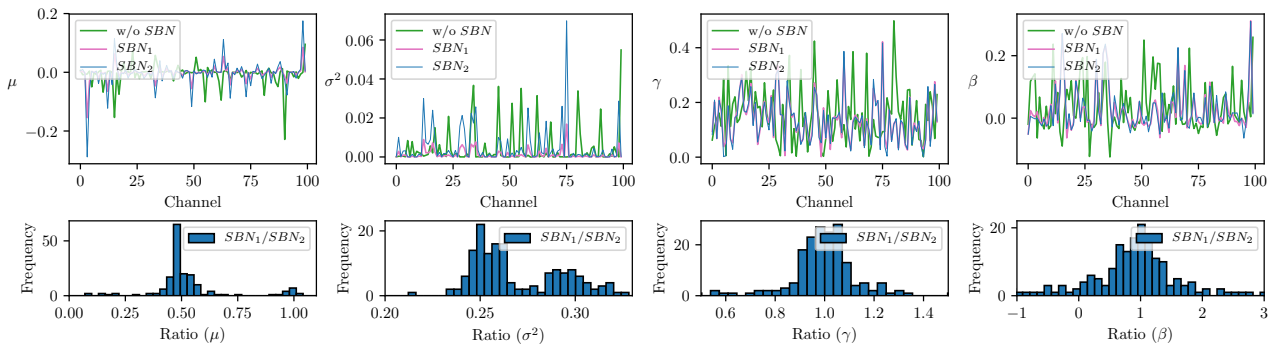 w/o SBN
SBN₁
SBN₂
μ
0.0
−0.2
0 25 50 75 100
Channel
w/o SBN
SBN₁
SBN₂
σ²
0.06
0.04
0.02
0.00
0 25 50 75 100
Channel
w/o SBN
SBN₁
SBN₂
γ
0.4
0.2
0.0
0 25 50 75 100
Channel
w/o SBN
SBN₁
SBN₂
β
0.2
0.0
0 25 50 75 100
Channel
SBN₁/SBN₂
Frequency
50
0
0.00 0.25 0.50 0.75 1.00
Ratio (μ)
SBN₁/SBN₂
Frequency
20
0
0.20 0.25 0.30
Ratio (σ²)
SBN₁/SBN₂
Frequency
20
0
0.6 0.8 1.0 1.2 1.4
Ratio (γ)
SBN₁/SBN₂
Frequency
20
10
0
−1 0 1 2 3
Ratio (β)